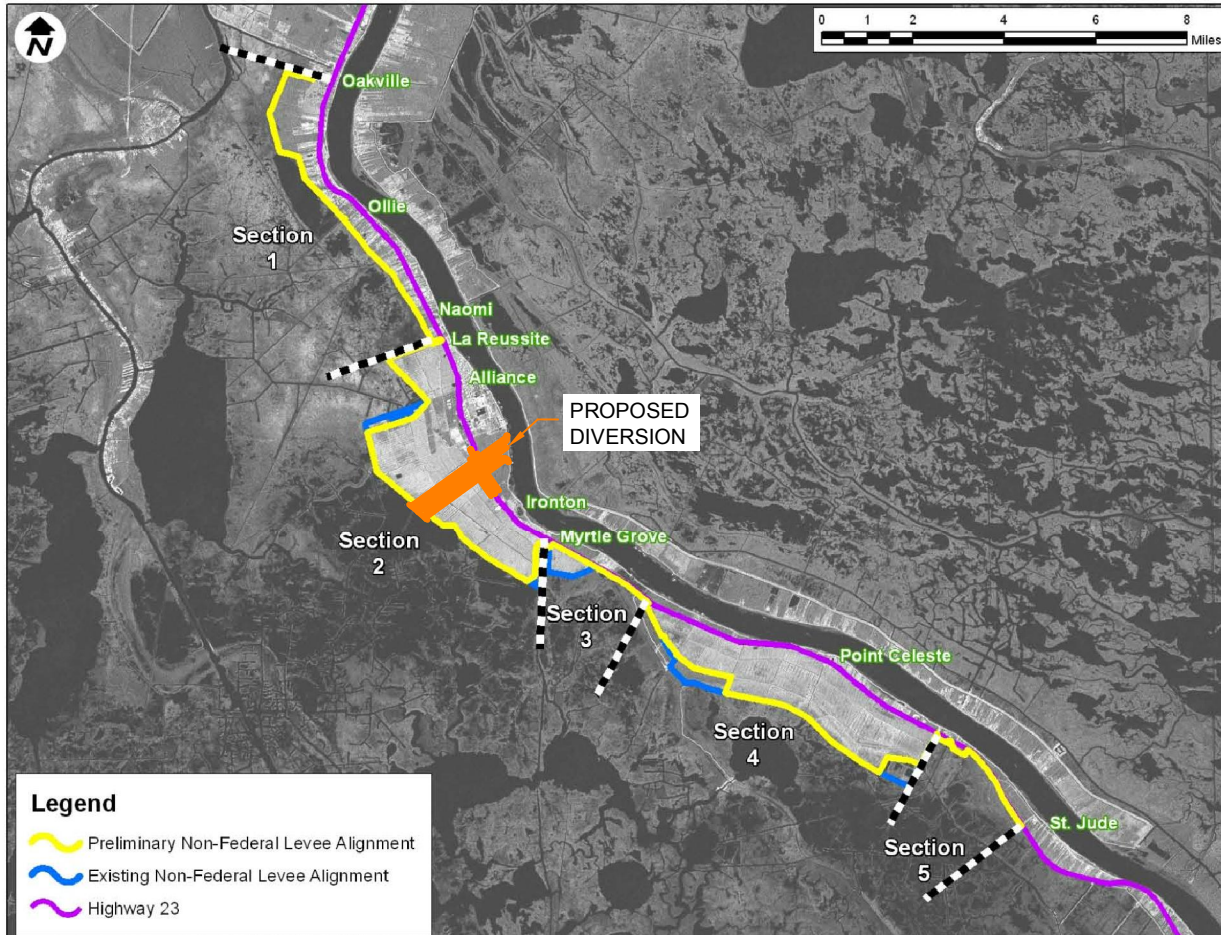 N
0 1 2 4 6 8
Miles
Oakville
Ollie
Section
1
Naomi
La Reussite
Alliance
PROPOSED
DIVERSION
Ironton
Section
2
Myrtle Grove
Section
3
Point Celeste
Section
4
St. Jude
Section
5
Legend
Preliminary Non-Federal Levee Alignment
Existing Non-Federal Levee Alignment
Highway 23